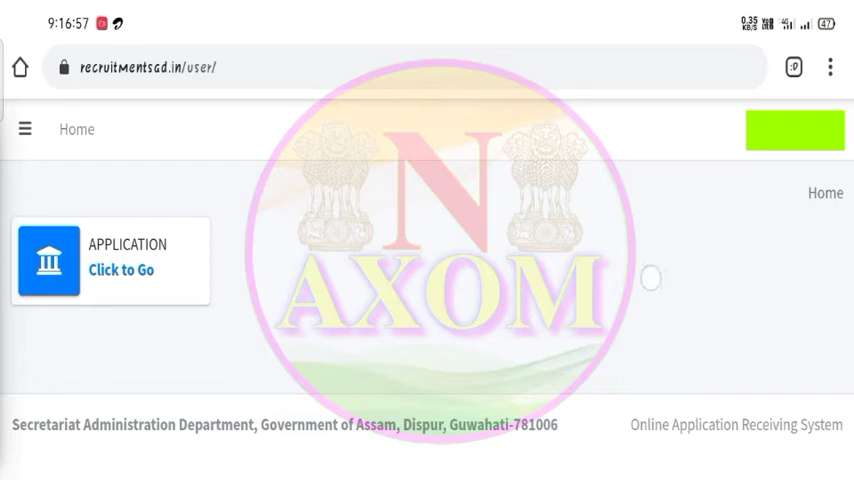 9:16:57
0.35 KB/S 4G 47
recruitmentsad.in/user/
:D
Home
Home
APPLICATION
Click to Go
N
AXOM
Secretariat Administration Department, Government of Assam, Dispur, Guwahati-781006
Online Application Receiving System